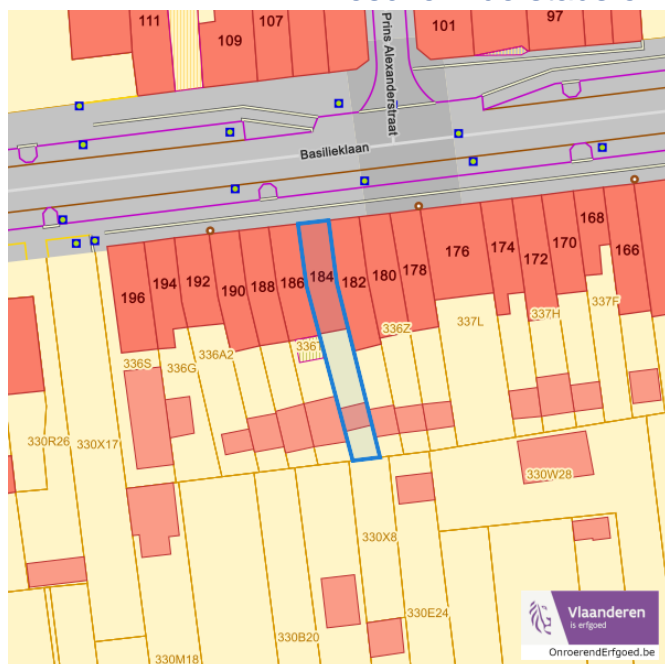 111
109
107
101
97
Prins Alexanderstraat
Basilieklaan
196
194
192
190
188
186
184
182
180
178
176
174
172
170
168
166
336S
336G
336A2
336Z
337L
337H
337F
330R26
330X17
330W28
330X8
330E24
330B20
330M18
Vlaanderen
is erfgoed
OnroerendErfgoed.be